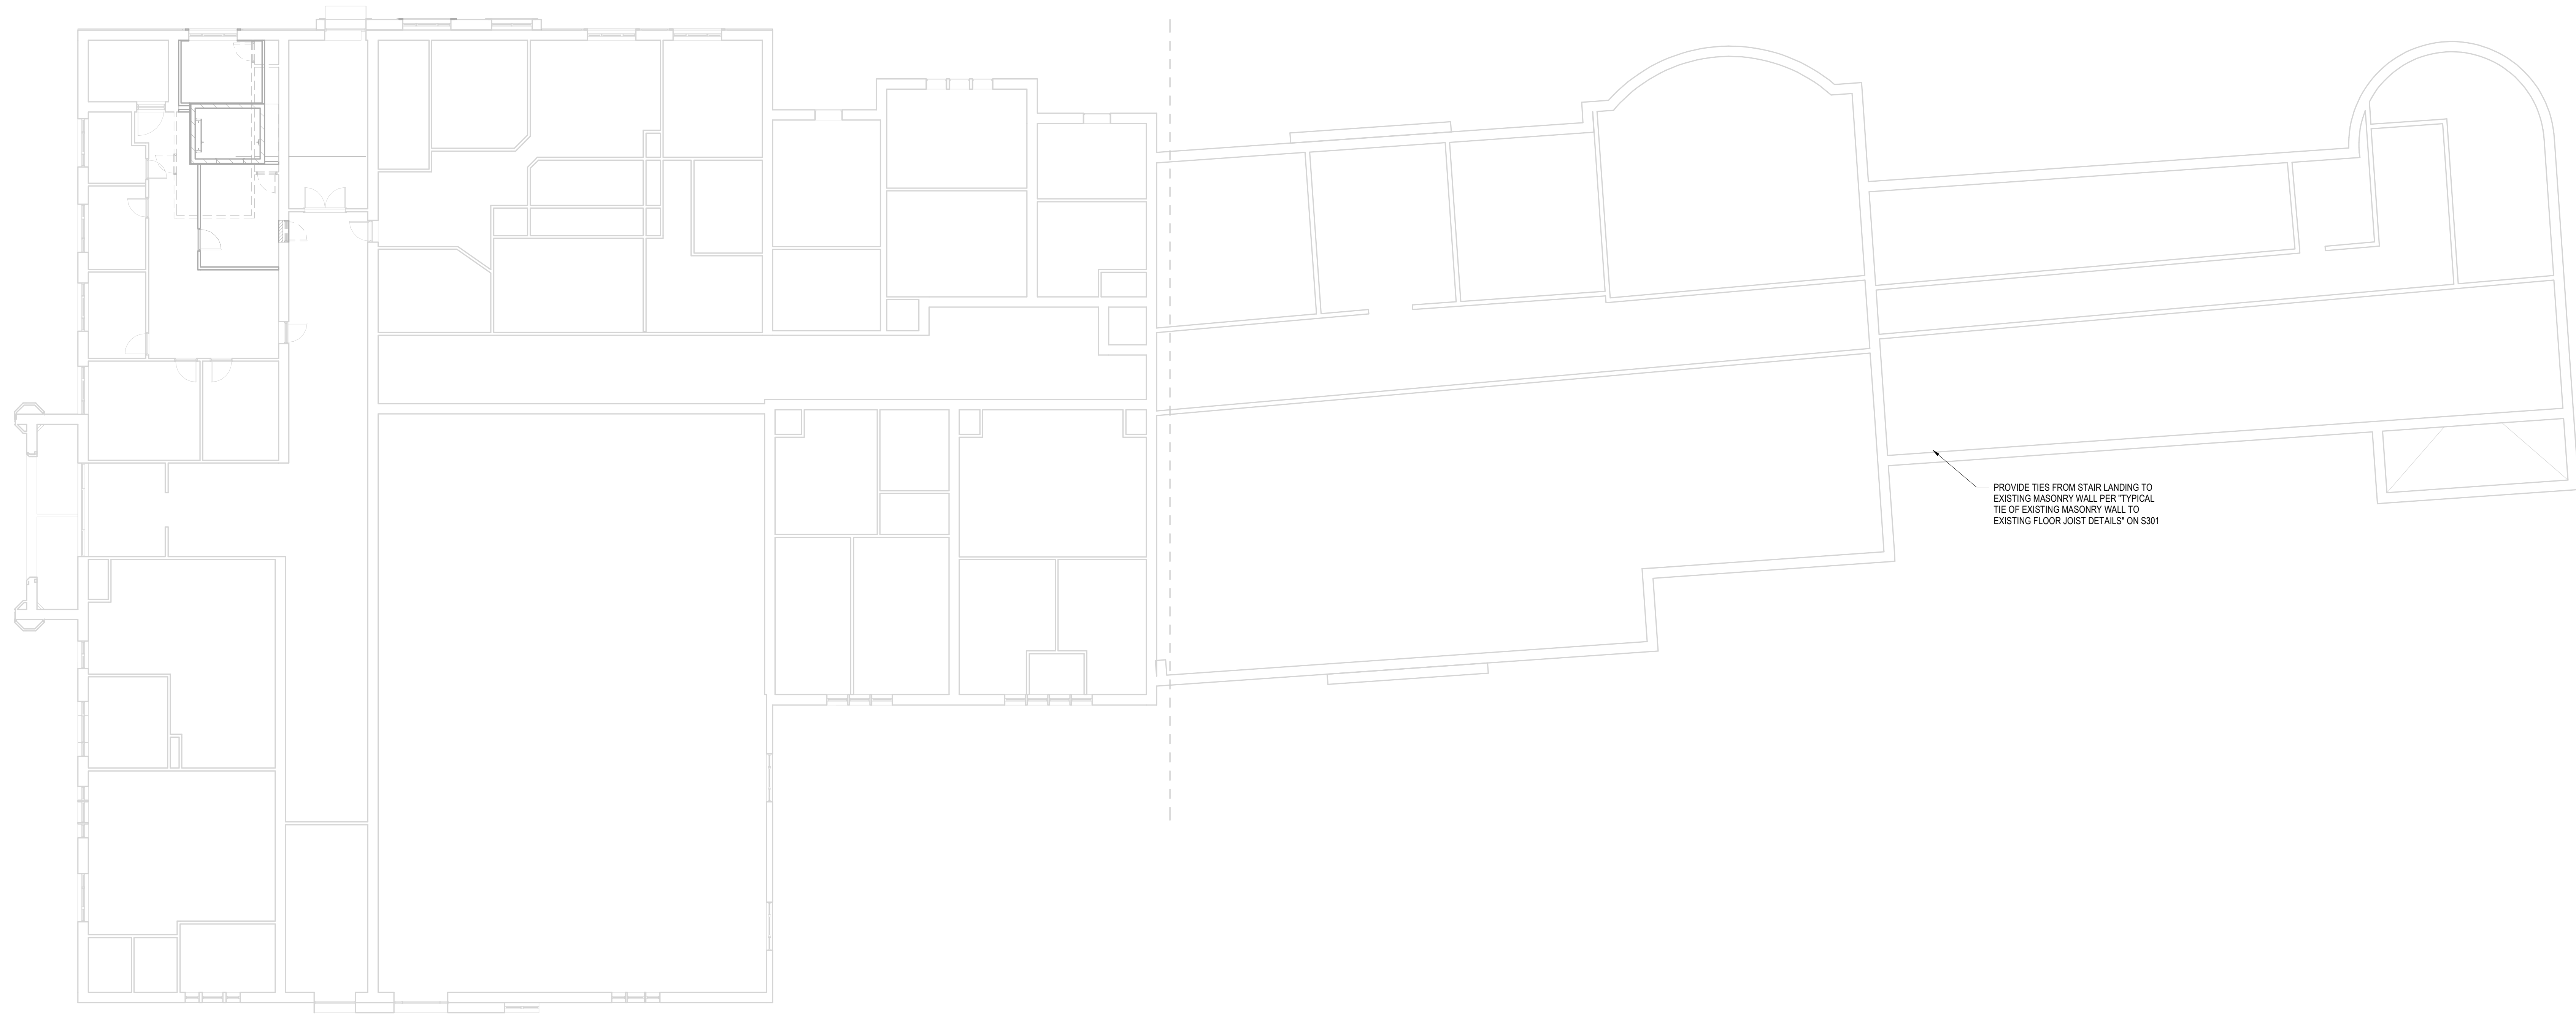 PROVIDE TIES FROM STAIR LANDING TO
EXISTING MASONRY WALL PER "TYPICAL
TIE OF EXISTING MASONRY WALL TO
EXISTING FLOOR JOIST DETAILS" ON S301